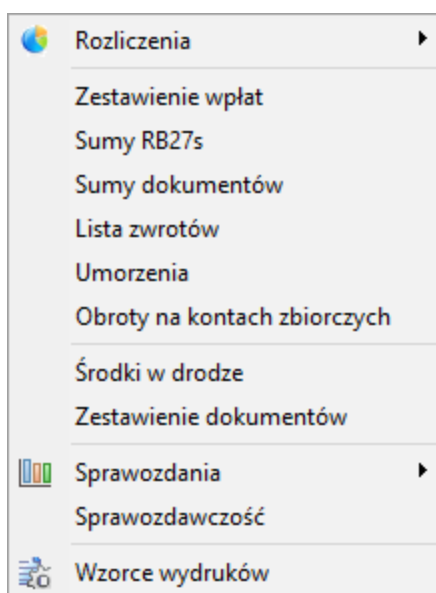 Rozliczenia
Zestawienie wpłat
Sumy RB27s
Sumy dokumentów
Lista zwrotów
Umorzenia
Obroty na kontach zbiorczych
Środki w drodze
Zestawienie dokumentów
Sprawozdania
Sprawozdawczość
Wzorce wydruków